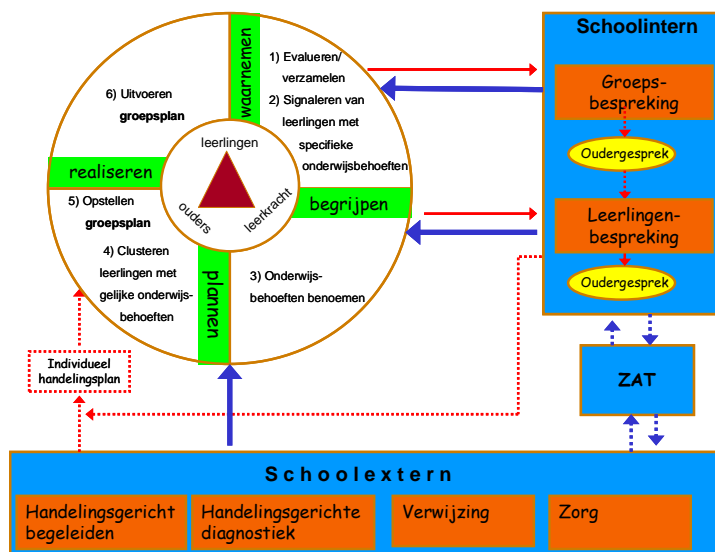 waarnemen
1) Evalueren/
verzamelen
2) Signaleren van
leerlingen met
specifieke
onderwijsbehoeften
begrijpen
3) Onderwijs-
behoeften benoemen
plannen
4) Clusteren
leerlingen met
gelijke onderwijs-
behoeften
5) Opstellen
groepsplan
realiseren
6) Uitvoeren
groepsplan
leerlingen
ouders
leerkracht
Individueel
handelingsplan
Schoolintern
Groeps-
bespreking
Oudergesprek
Leerlingen-
bespreking
Oudergesprek
ZAT
Schoolextern
Handelingsgericht
begeleiden
Handelingsgerichte
diagnostiek
Verwijzing
Zorg